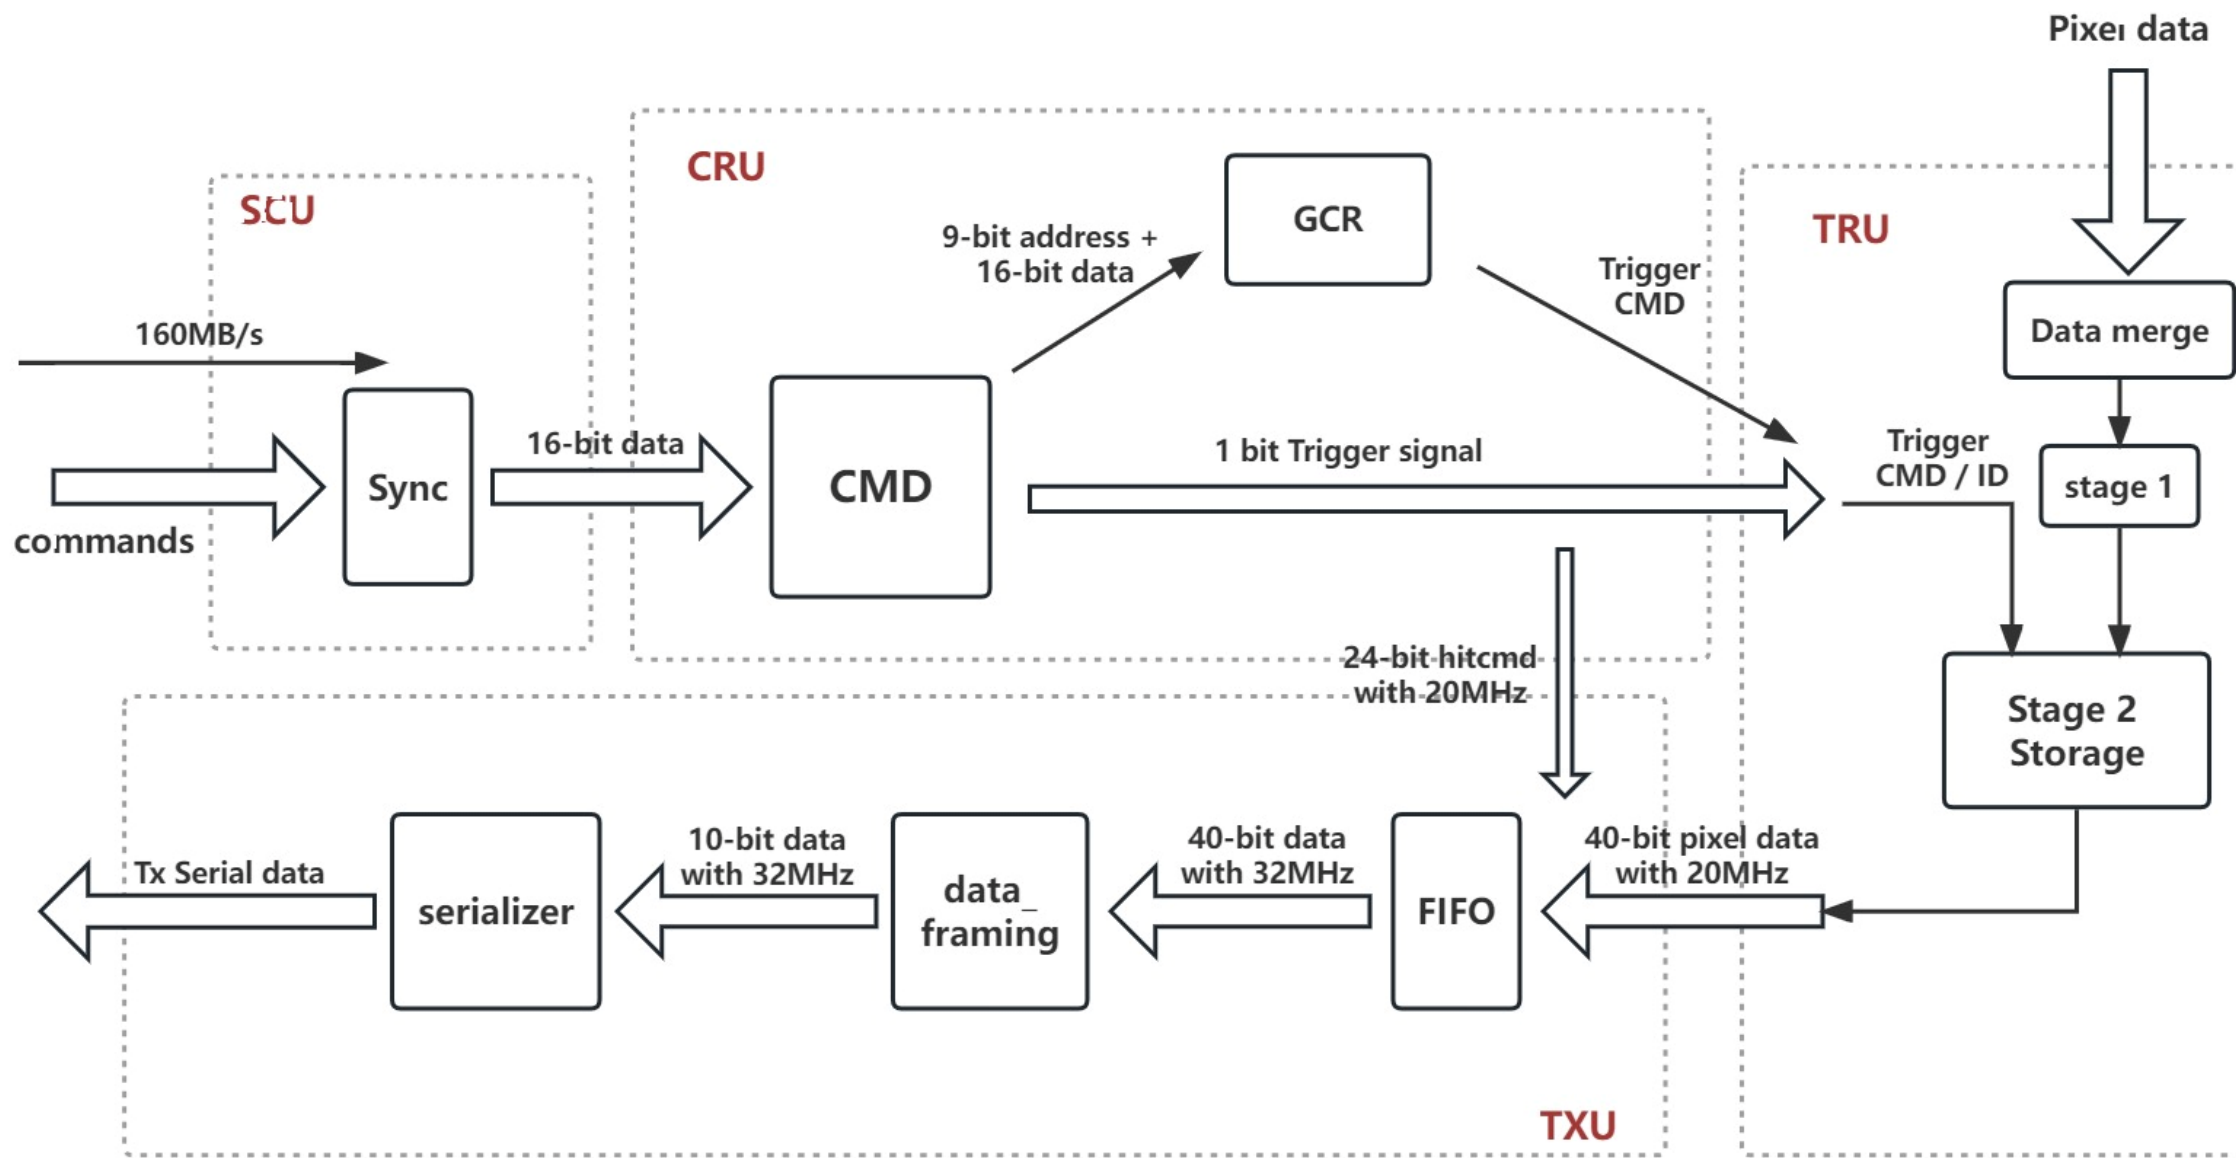 Pixel data
CRU
SCU
GCR
TRU
9-bit address +
16-bit data
Trigger
CMD
160MB/s
Data merge
16-bit data
1 bit Trigger signal
Trigger
CMD / ID
Sync
CMD
stage 1
commands
24-bit hitcmd
with 20MHz
Stage 2
Storage
Tx Serial data
serializer
10-bit data
with 32MHz
data_
framing
40-bit data
with 32MHz
FIFO
40-bit pixel data
with 20MHz
TXU